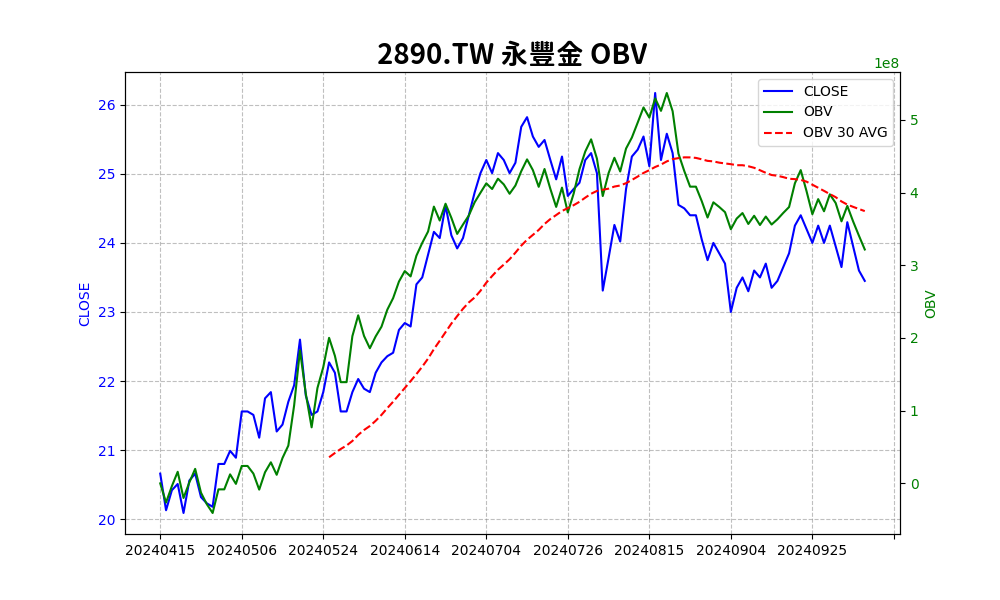 2890.TW 永豐金 OBV
1e8
CLOSE
OBV
OBV 30 AVG
26
25
24
23
22
21
20
CLOSE
5
4
3
2
1
0
OBV
20240415 20240506 20240524 20240614 20240704 20240726 20240815 20240904 20240925